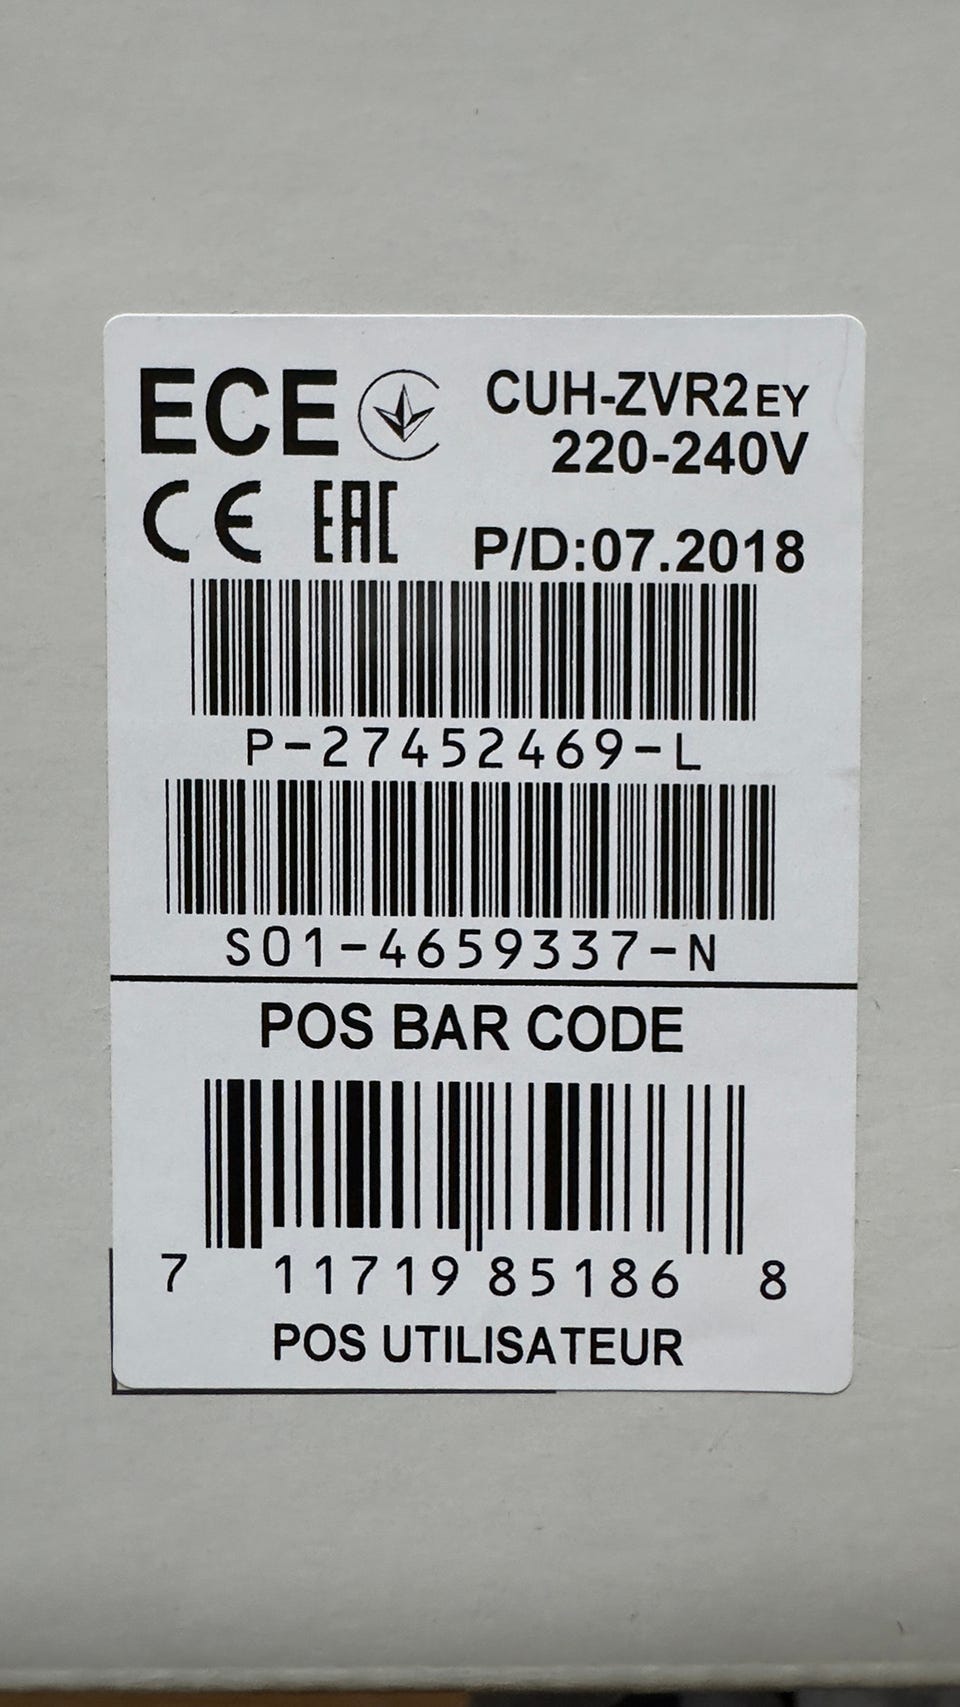 ECE CUH-ZVR2EY
220-240V
CE EAC P/D:07.2018
P-27452469-L
S01-4659337-N
POS BAR CODE
7 11719 85186 8
POS UTILISATEUR